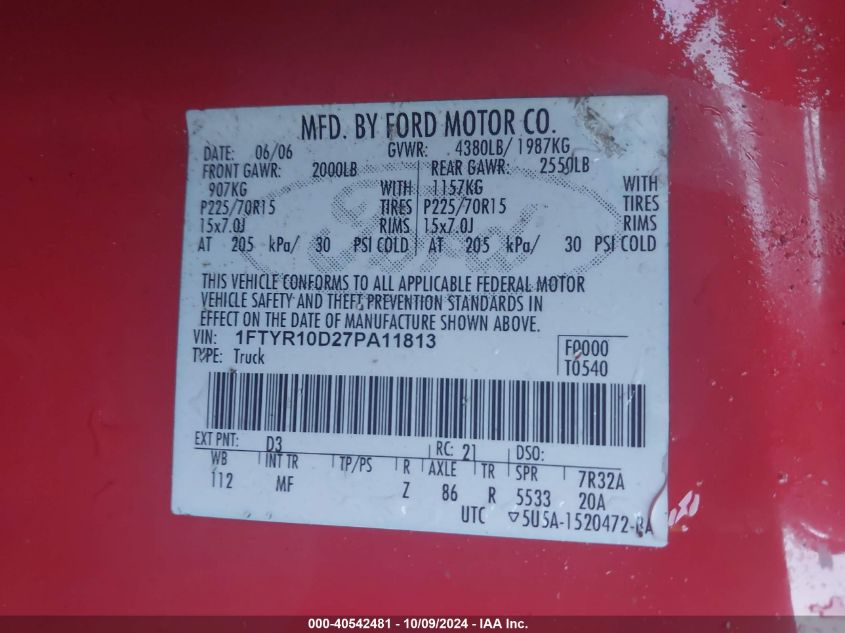 MFD. BY FORD MOTOR CO.
DATE: 06/06 GVWR: 4380LB/ 1987KG
FRONT GAWR: 2000LB REAR GAWR: 2550LB
907KG WITH 1157KG WITH
P225/70R15 TIRES P225/70R15 TIRES
15x7.0J RIMS 15x7.0J RIMS
AT 205 kPa/ 30 PSI COLD AT 205 kPa/ 30 PSI COLD
Ford
THIS VEHICLE CONFORMS TO ALL APPLICABLE FEDERAL MOTOR
VEHICLE SAFETY AND THEFT PREVENTION STANDARDS IN
EFFECT ON THE DATE OF MANUFACTURE SHOWN ABOVE.
VIN: 1FTYR10D27PA11813 F0000
TYPE: Truck T0540
EXT PNT: D3 RC: 21 DSO:
WB INT TR TP/PS R AXLE TR SPR 7R32A
112 MF Z 86 R 5533 20A
UTC ▽5U5A-1520472-BA
000-40542481 - 10/09/2024 - IAA Inc.